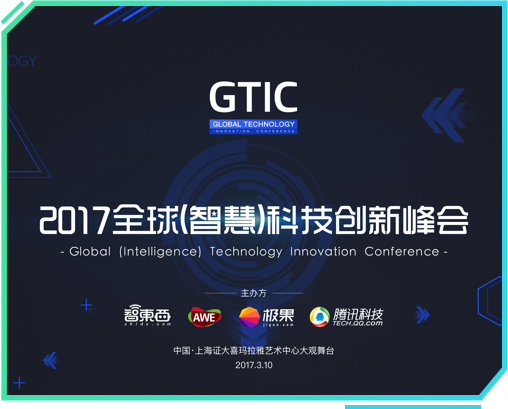 OLOGY
GTIC
GLOBAL TECHNOLOGY
INNOVATION CONFERENCE
2017全球(智慧)科技创新峰会
- Global (Intelligence) Technology Innovation Conference -
主办方
智東西 AWE 极果 腾讯科技
zhidx.com jiguo.com TECH.QQ.COM
中国·上海证大喜玛拉雅艺术中心大观舞台
2017.3.10